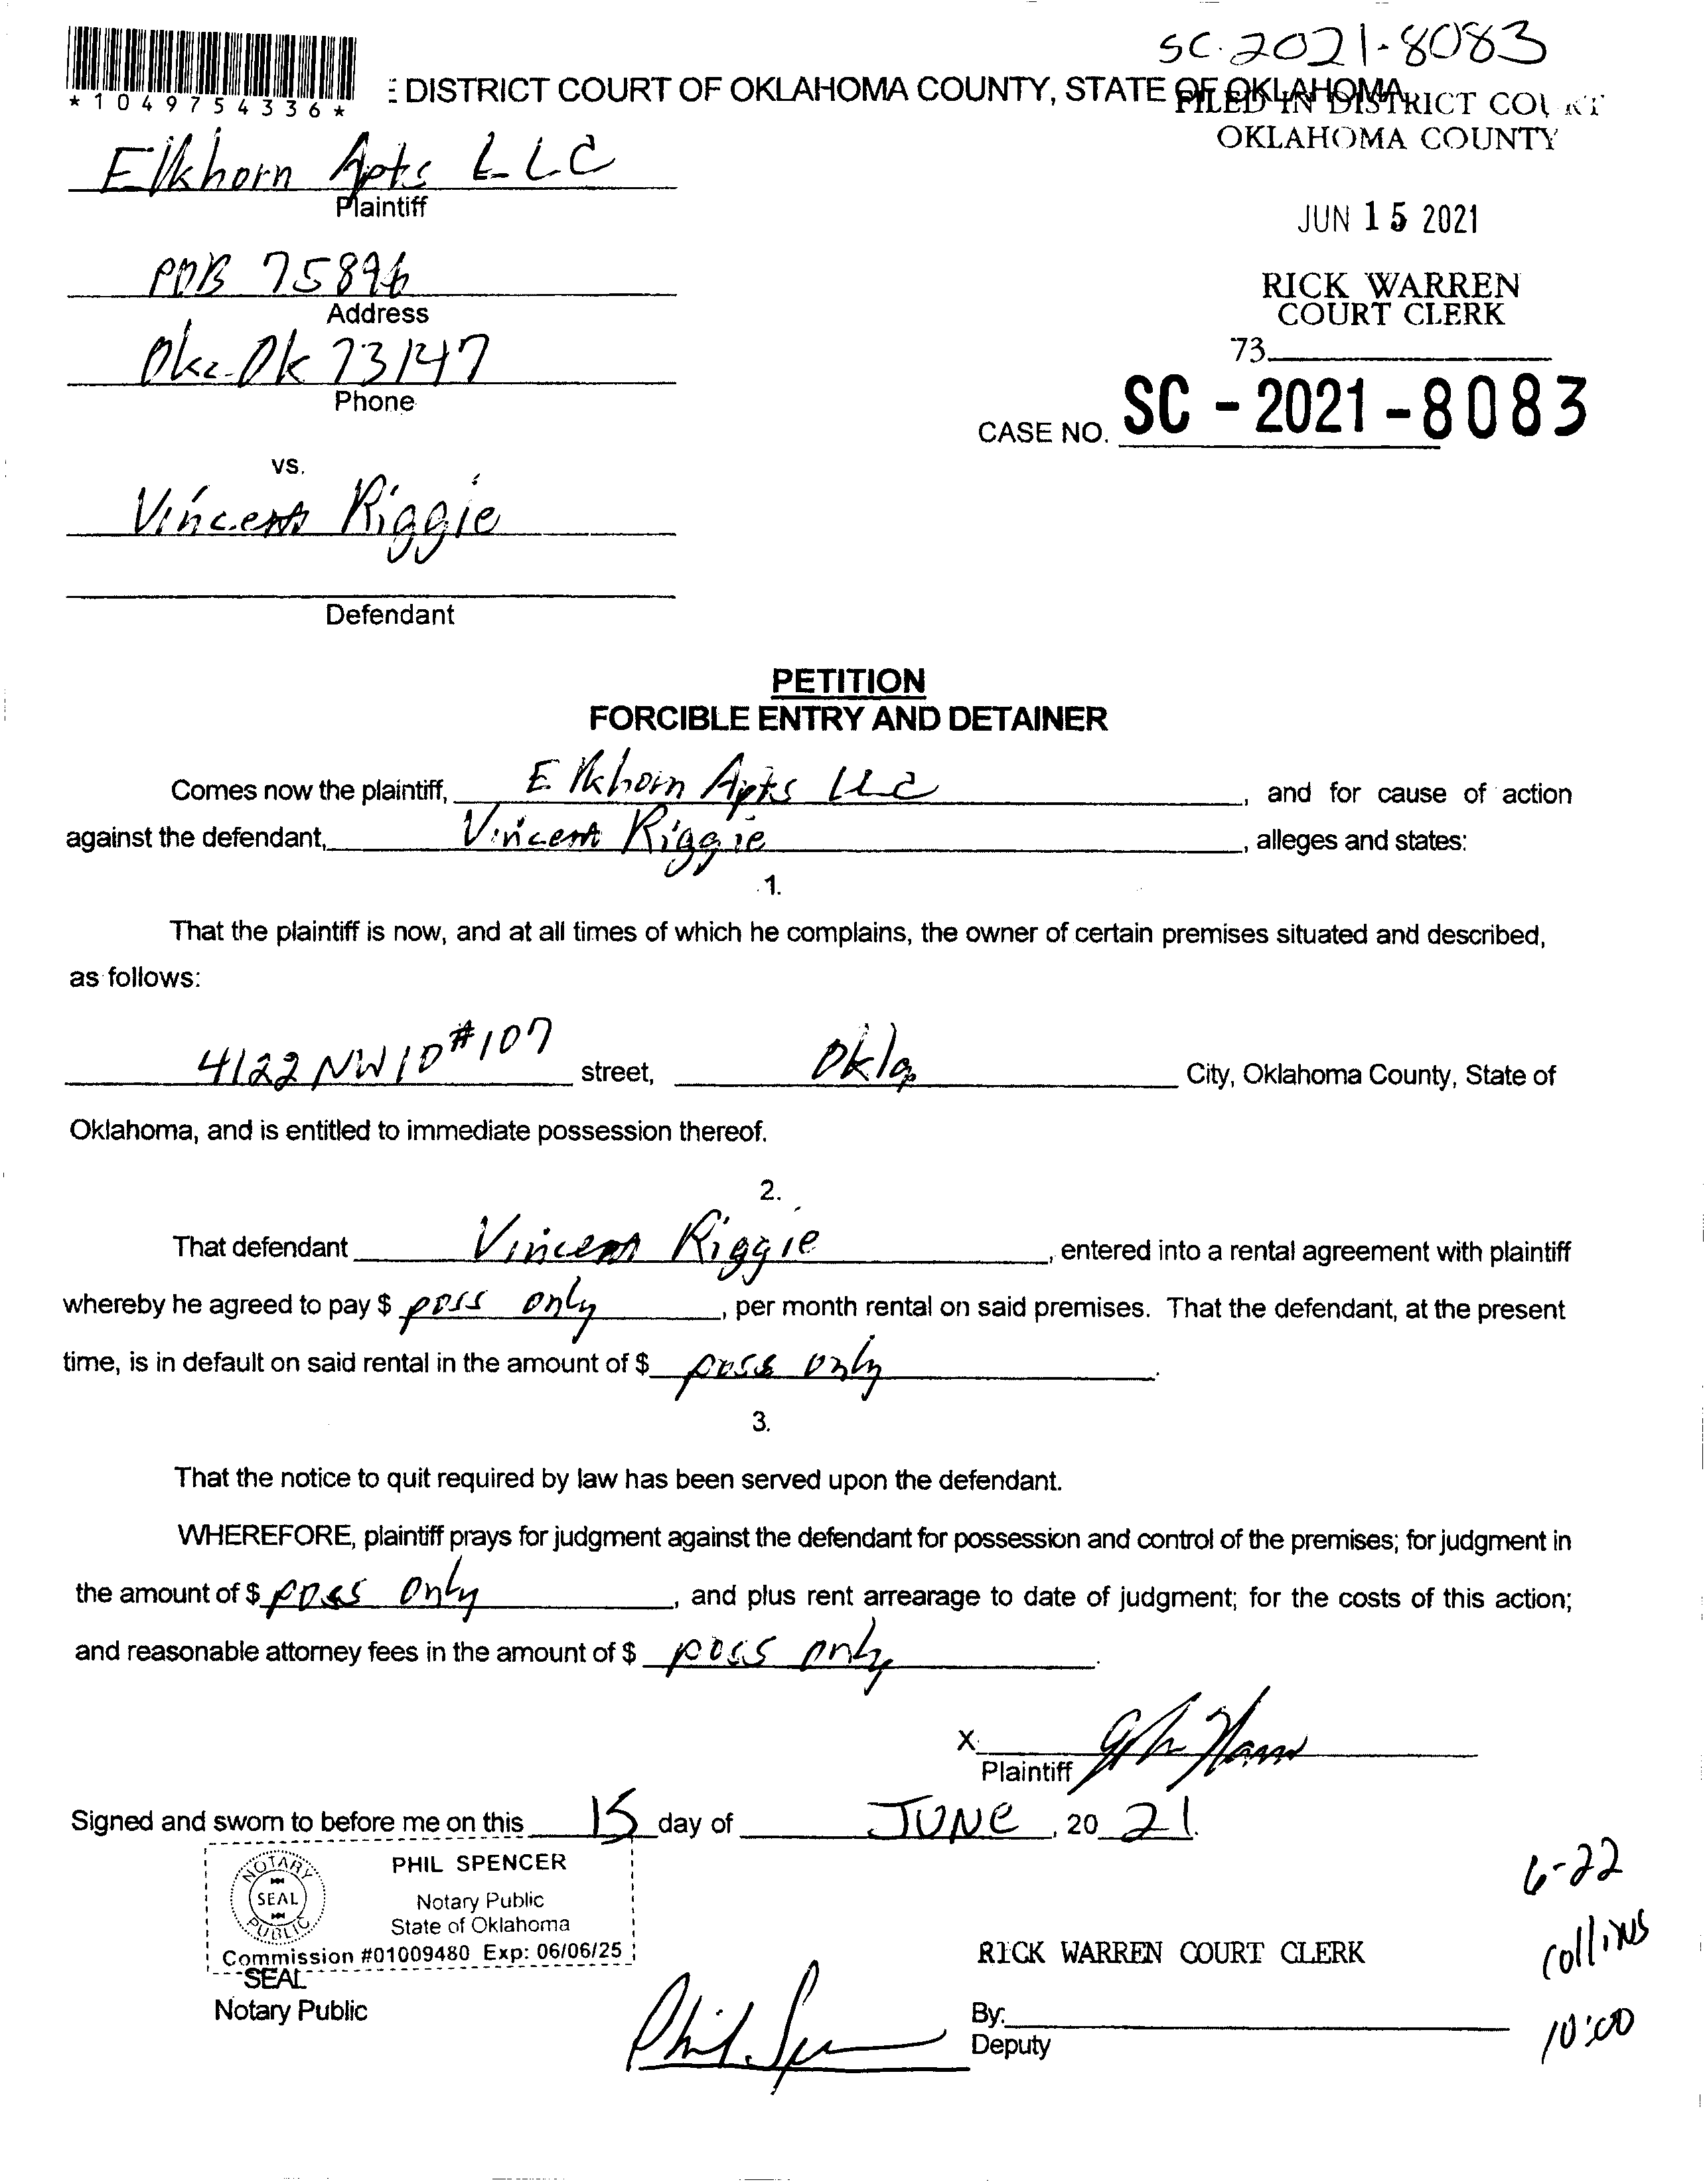 SC-2021-8083
*1049754336*
DISTRICT COURT OF OKLAHOMA COUNTY, STATE OF OKLAHOMA
FILED IN DISTRICT COURT
OKLAHOMA COUNTY
Elkhorn Apts LLC
Plaintiff
JUN 15 2021
POB 75896
Address
RICK WARREN
COURT CLERK
Okc-Ok 73147
Phone
73
CASE NO. SC-2021-8083
vs.
Vincent Riggie
Defendant
PETITION
FORCIBLE ENTRY AND DETAINER
Comes now the plaintiff, Elkhorn Apts LLC, and for cause of action
against the defendant, Vincent Riggie, alleges and states:
1.
That the plaintiff is now, and at all times of which he complains, the owner of certain premises situated and described,
as follows:
4122 NW 10 #107 street, Okla City, Oklahoma County, State of
Oklahoma, and is entitled to immediate possession thereof.
2.
That defendant Vincent Riggie, entered into a rental agreement with plaintiff
whereby he agreed to pay $ poss only, per month rental on said premises. That the defendant, at the present
time, is in default on said rental in the amount of $ poss only.
3.
That the notice to quit required by law has been served upon the defendant.
WHEREFORE, plaintiff prays for judgment against the defendant for possession and control of the premises; for judgment in
the amount of $ poss only, and plus rent arrearage to date of judgment; for the costs of this action;
and reasonable attorney fees in the amount of $ poss only.
X
Plaintiff
Signed and sworn to before me on this 15 day of JUNE, 20 21.
NOTARY PUBLIC
SEAL
PHIL SPENCER
Notary Public
State of Oklahoma
Commission #01009480 Exp: 06/06/25
SEAL
Notary Public
Phil Spencer
RICK WARREN COURT CLERK
By:
Deputy
6-22
Collins
10:00